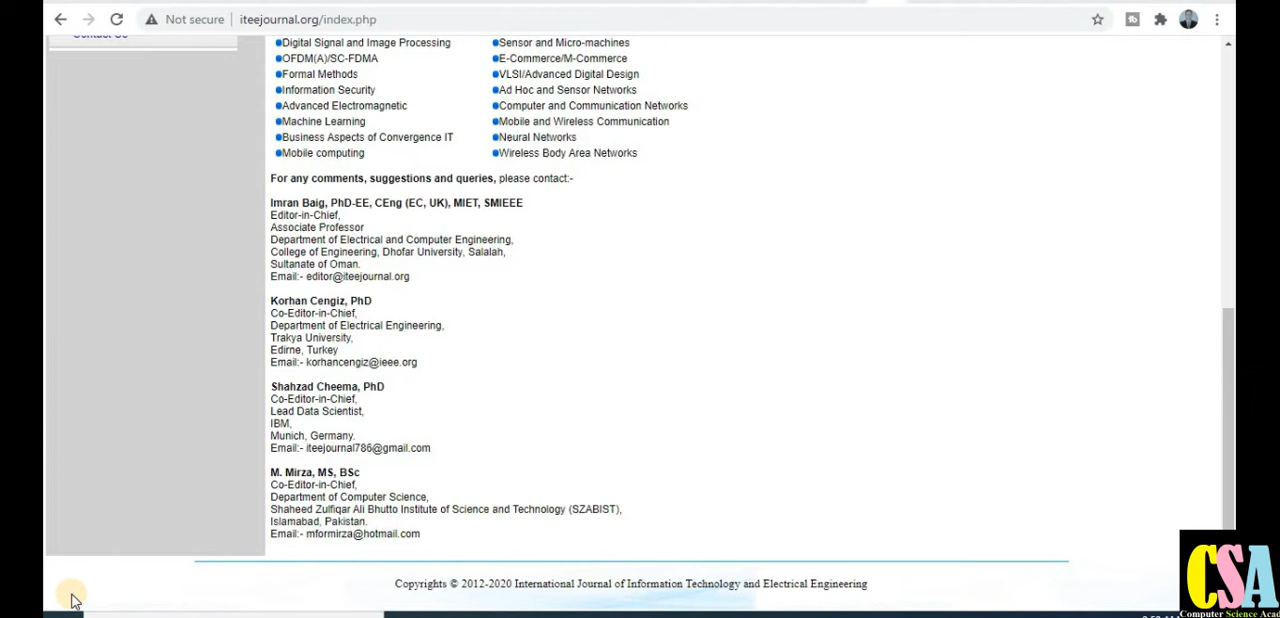 Not secure
iteejournal.org/index.php
Digital Signal and Image Processing
Sensor and Micro-machines
OFDM(A)/SC-FDMA
E-Commerce/M-Commerce
Formal Methods
VLSI/Advanced Digital Design
Information Security
Ad Hoc and Sensor Networks
Advanced Electromagnetic
Computer and Communication Networks
Machine Learning
Mobile and Wireless Communication
Business Aspects of Convergence IT
Neural Networks
Mobile computing
Wireless Body Area Networks
For any comments, suggestions and queries, please contact:-
Imran Baig, PhD-EE, CEng (EC, UK), MIET, SMIEEE
Editor-in-Chief,
Associate Professor
Department of Electrical and Computer Engineering,
College of Engineering, Dhofar University, Salalah,
Sultanate of Oman.
Email:- editor@iteejournal.org
Korhan Cengiz, PhD
Co-Editor-in-Chief,
Department of Electrical Engineering,
Trakya University,
Edirne, Turkey
Email:- korhancengiz@ieee.org
Shahzad Cheema, PhD
Co-Editor-in-Chief,
Lead Data Scientist,
IBM,
Munich, Germany.
Email:- iteejournal786@gmail.com
M. Mirza, MS, BSc
Co-Editor-in-Chief,
Department of Computer Science,
Shaheed Zulfiqar Ali Bhutto Institute of Science and Technology (SZABIST),
Islamabad, Pakistan.
Email:- mformirza@hotmail.com
Copyrights © 2012-2020 International Journal of Information Technology and Electrical Engineering
CSA
Computer Science Acad